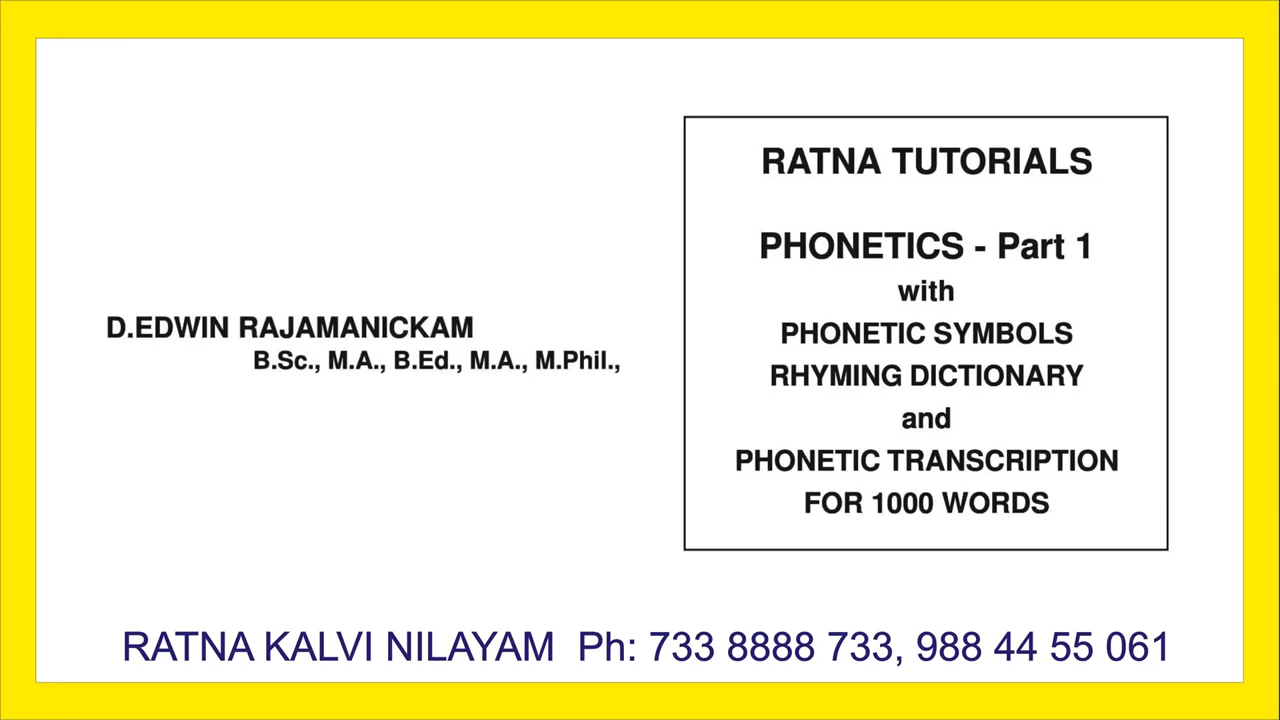 D.EDWIN RAJAMANICKAM
B.Sc., M.A., B.Ed., M.A., M.Phil.,
RATNA TUTORIALS
PHONETICS - Part 1
with
PHONETIC SYMBOLS
RHYMING DICTIONARY
and
PHONETIC TRANSCRIPTION
FOR 1000 WORDS
RATNA KALVI NILAYAM Ph: 733 8888 733, 988 44 55 061